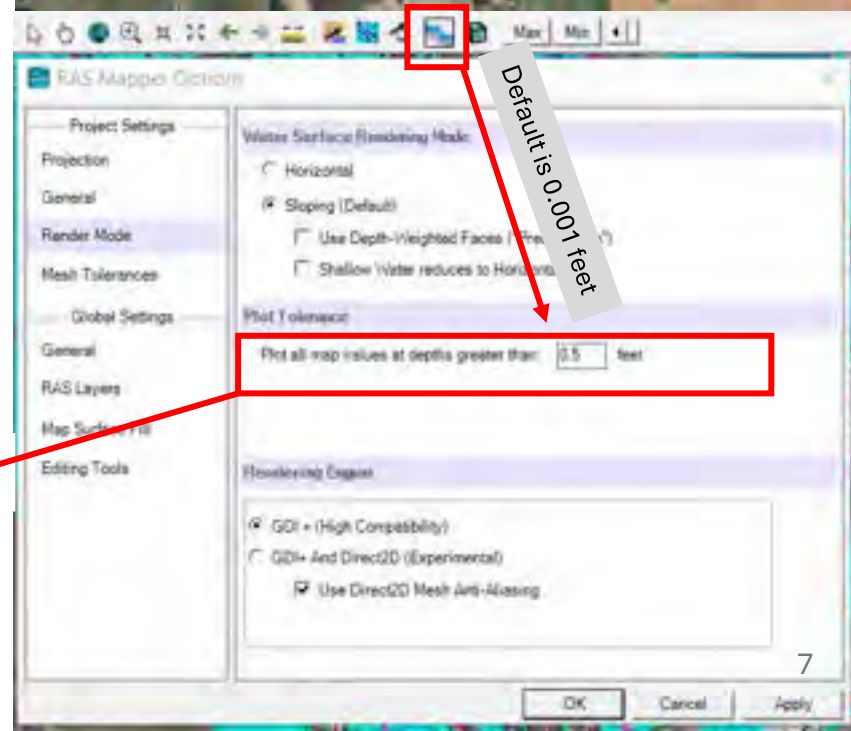 Max Min
RAS Mapper Options
Default is 0.001 feet
Project Settings
Projection
General
Render Mode
Mesh Tolerances
Global Settings
General
RAS Layers
Map Surface Fill
Editing Tools
Water Surface Rendering Mode
Horizontal
Sloping (Default)
Use Depth-Weighted Faces
Shallow Water reduces to
Plot Tolerance
Plot all map values at depths greater than: 0.5 feet
Rendering Engine
GDI + (High Compatibility)
GDI+ And Direct2D (Experimental)
Use Direct2D Mesh Anti-Aliasing
7
OK Cancel Apply